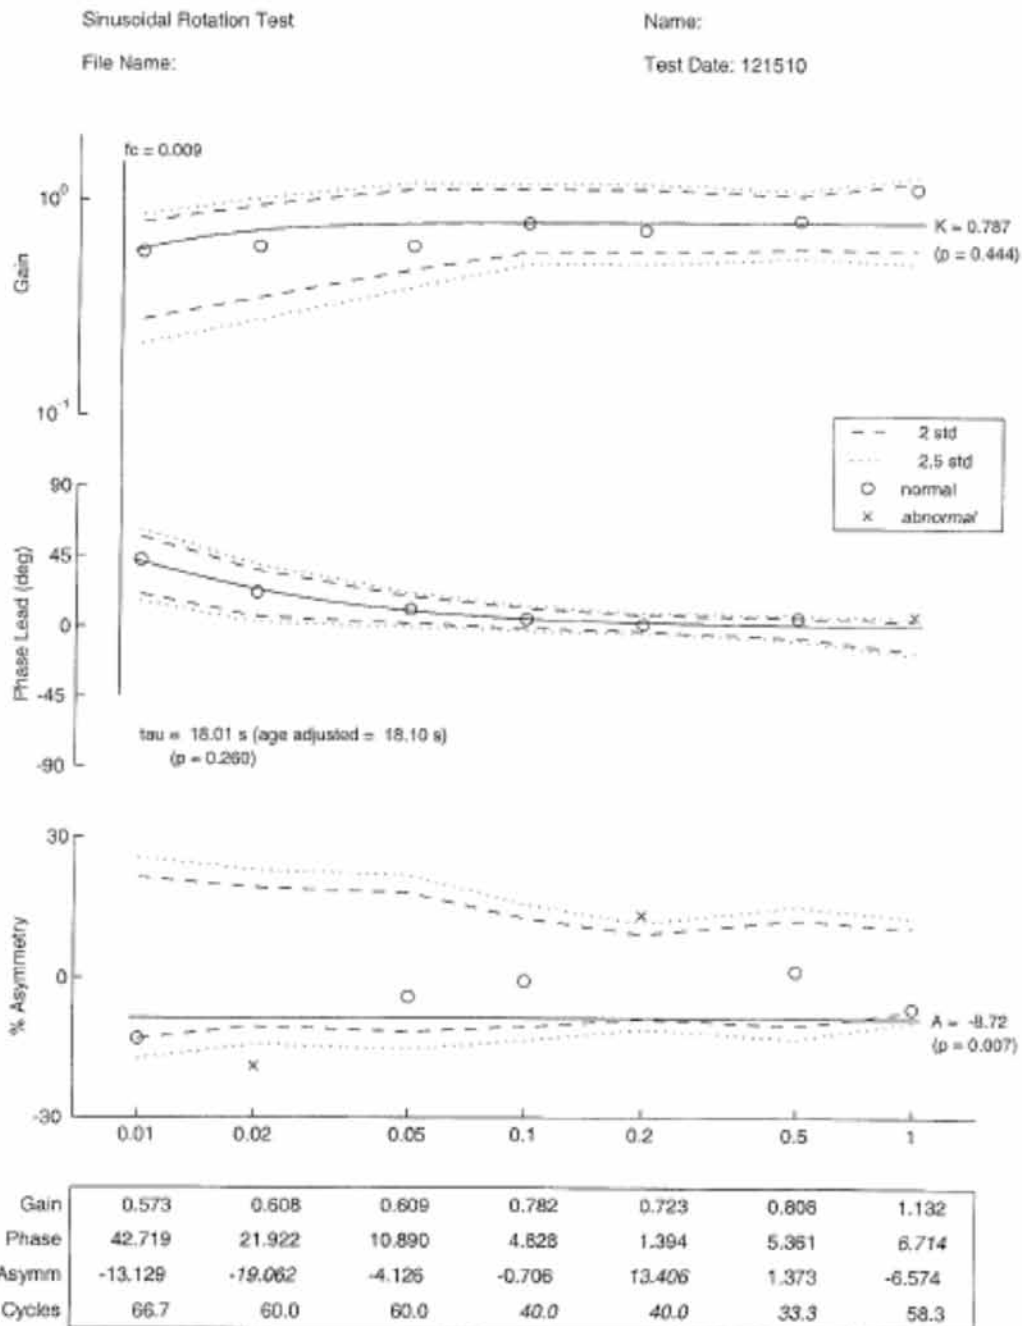 Sinusoidal Rotation Test
Name:
File Name:
Test Date: 121510
fc = 0.009
10^0
Gain
K = 0.787
(p = 0.444)
10^-1
2 std
2.5 std
normal
abnormal
90
45
0
-45
-90
Phase Lead (deg)
tau = 18.01 s (age adjusted = 18.10 s)
(p = 0.260)
30
0
-30
% Asymmetry
A = -8.72
(p = 0.007)
0.01 0.02 0.05 0.1 0.2 0.5 1
Gain 0.573 0.608 0.609 0.782 0.723 0.806 1.132
Phase 42.719 21.922 10.890 4.828 1.394 5.361 6.714
Asymm -13.129 -19.062 -4.126 -0.706 13.406 1.373 -6.574
Cycles 66.7 60.0 60.0 40.0 40.0 33.3 58.3